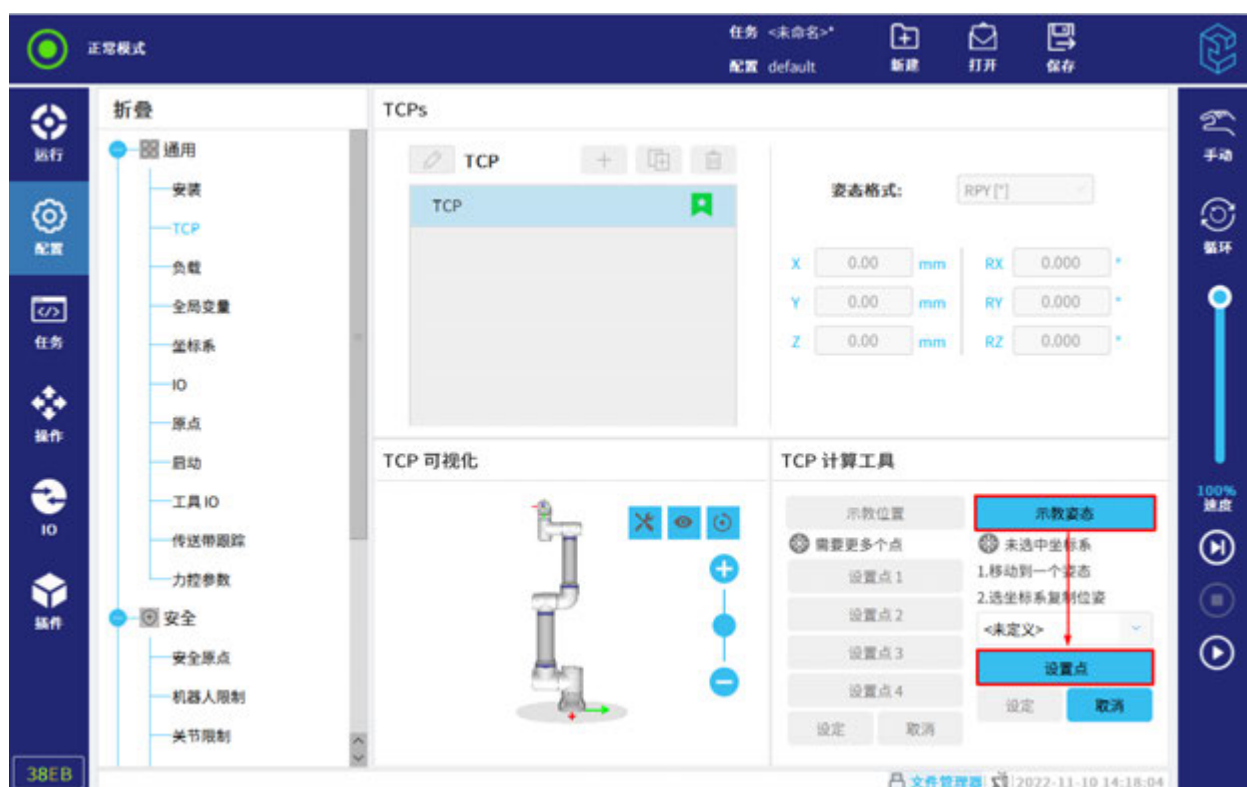 正常模式
任务 <未命名>*
配置 default
新建
打开
保存
运行
配置
任务
操作
IO
插件
38EB
折叠
通用
安装
TCP
负载
全局变量
坐标系
IO
原点
启动
工具 IO
传送带跟踪
力控参数
安全
安全原点
机器人限制
关节限制
TCPs
TCP
TCP
姿态格式: RPY [°]
X 0.00 mm RX 0.000 °
Y 0.00 mm RY 0.000 °
Z 0.00 mm RZ 0.000 °
TCP 可视化
TCP 计算工具
示教位置
需要更多个点
设置点 1
设置点 2
设置点 3
设置点 4
设定 取消
示教姿态
未选中坐标系
1.移动到一个姿态
2.选坐标系复制位姿
<未定义>
设置点
设定 取消
手动
循环
100%
速度
文件管理器 2022-11-10 14:18:04